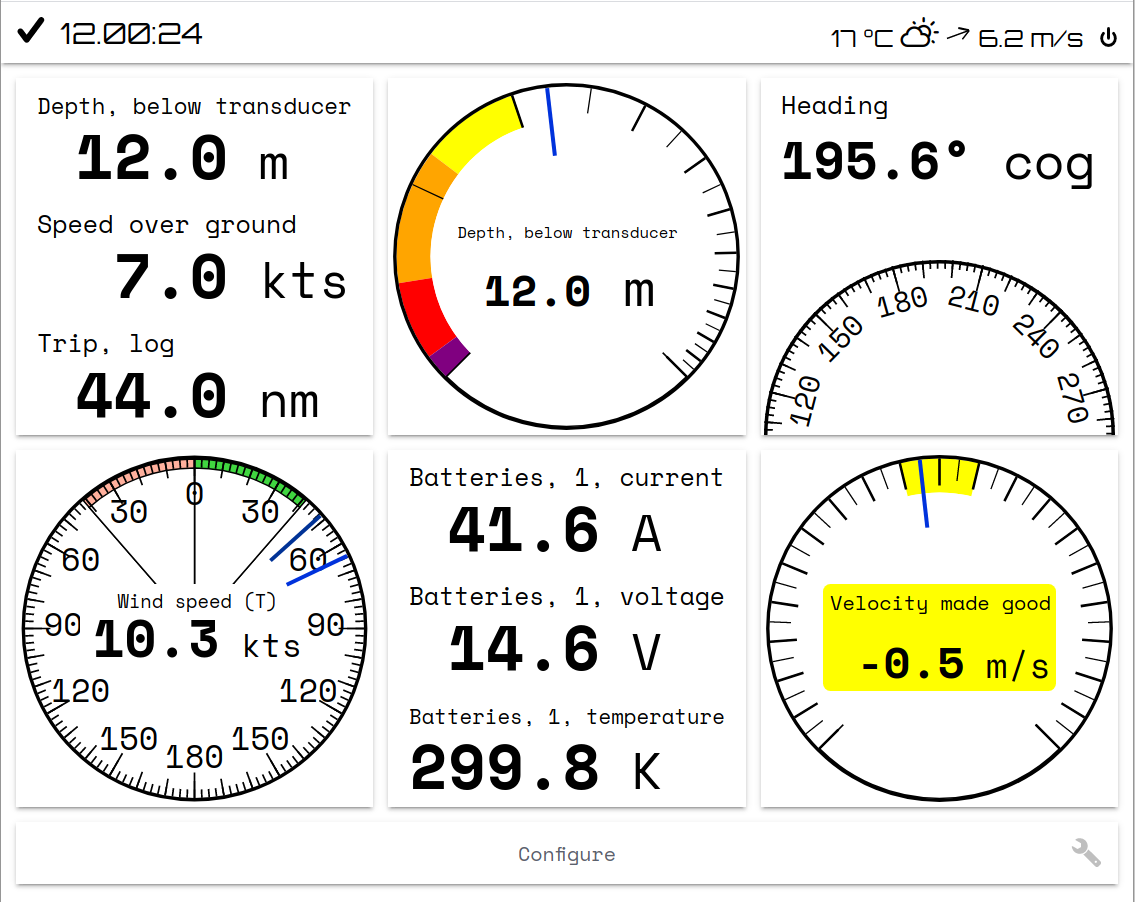 12.00:24
17 °C 6.2 m/s
Depth, below transducer
12.0 m
Speed over ground
7.0 kts
Trip, log
44.0 nm
Depth, below transducer
12.0 m
Heading
195.6° cog
120 150 180 210 240 270
0
30 30
60 60
Wind speed (T)
90 10.3 kts 90
120 120
150 180 150
Batteries, 1, current
41.6 A
Batteries, 1, voltage
14.6 V
Batteries, 1, temperature
299.8 K
Velocity made good
-0.5 m/s
Configure